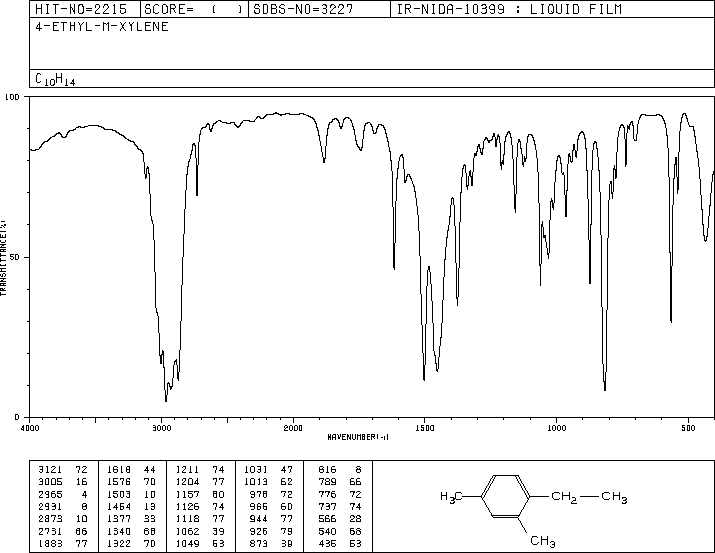 HIT-NO=2215 SCORE= ( ) SDBS-NO=3227 IR-NIDA-10399 : LIQUID FILM
4-ETHYL-M-XYLENE
C10H14
100
50
0
TRANSMITTANCE(%)
4000 3000 2000 1500 1000 500
WAVENUMBER(-1)
3121 72 1618 44 1211 74 1031 47 816 8
3005 16 1576 70 1204 77 1013 62 789 66
2965 4 1503 10 1157 60 978 72 776 72
2931 8 1454 13 1126 74 966 60 737 74
2873 10 1377 33 1118 77 944 77 566 28
2731 66 1340 68 1062 39 926 79 540 68
1883 77 1322 70 1049 53 873 39 435 53
H3C CH2 CH3
CH3